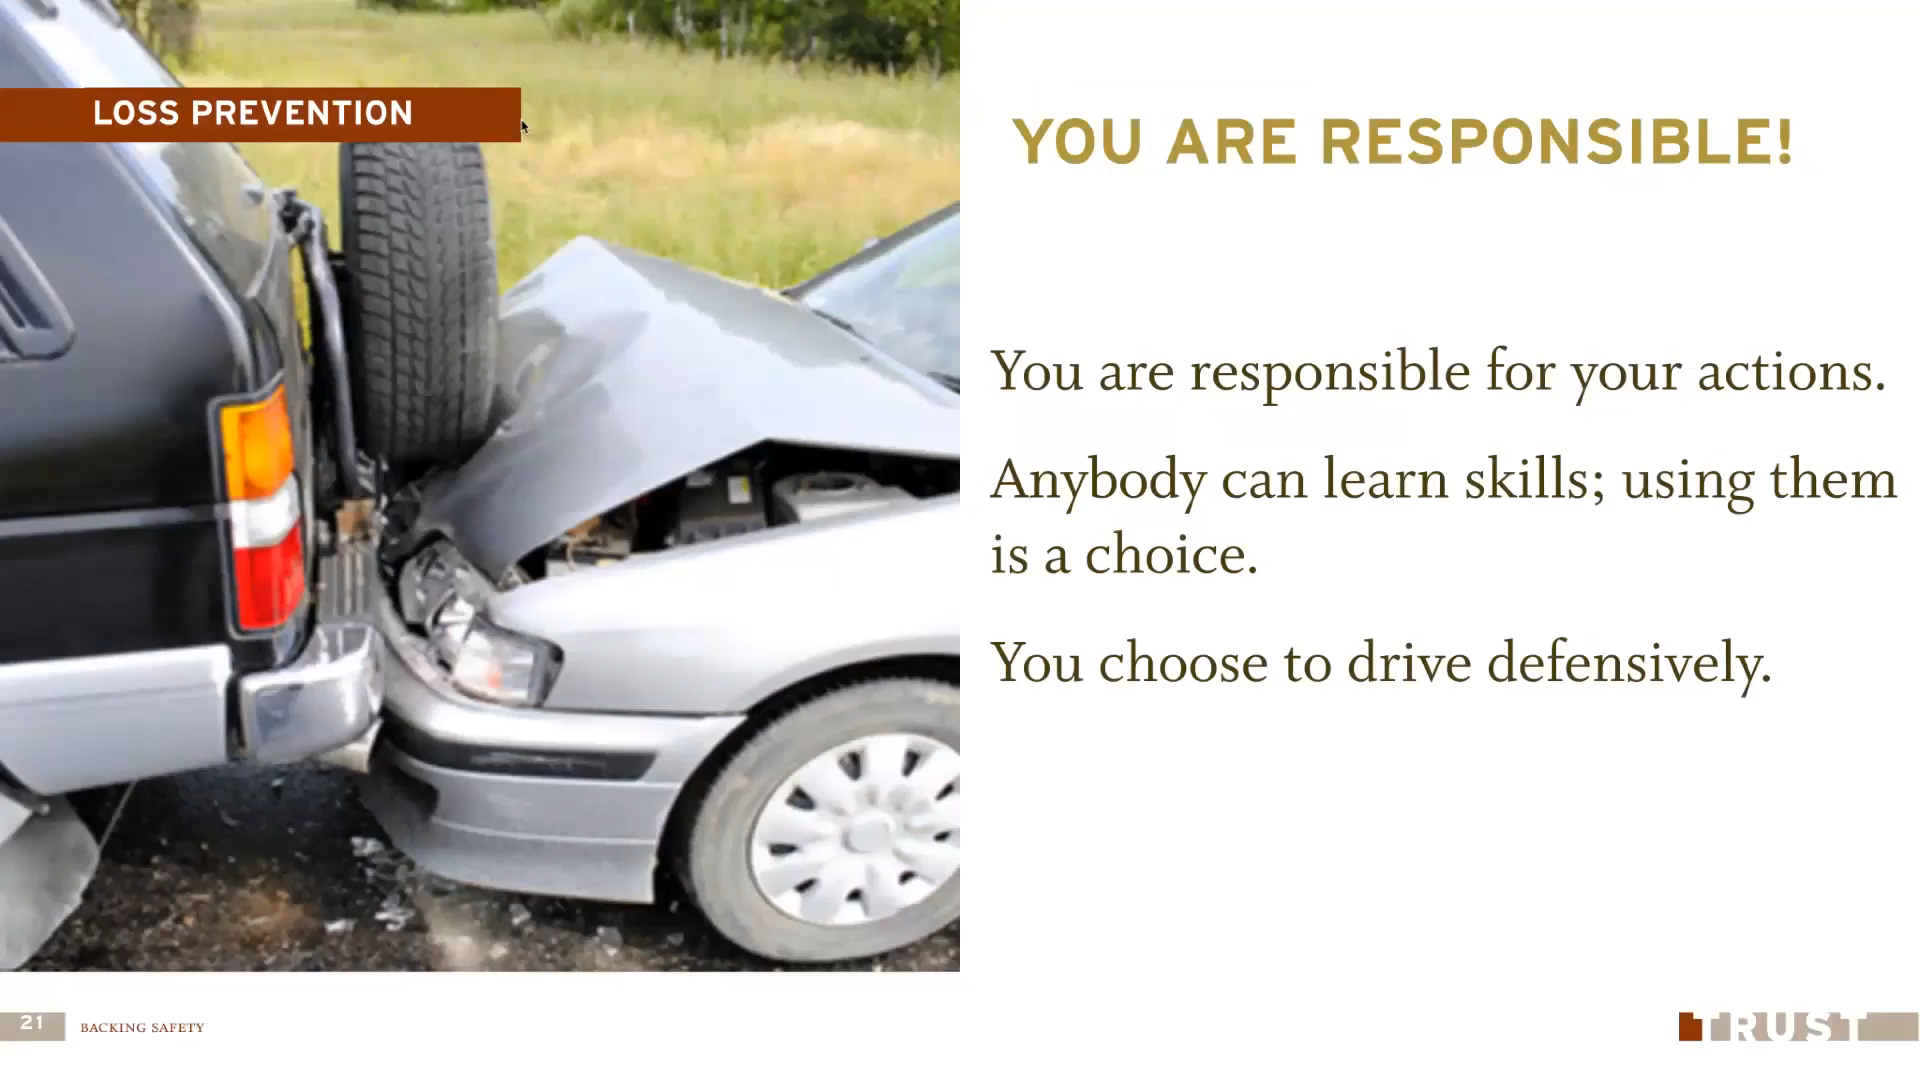 LOSS PREVENTION
YOU ARE RESPONSIBLE!
You are responsible for your actions.
Anybody can learn skills; using them
is a choice.
You choose to drive defensively.
21
BACKING SAFETY
TRUST